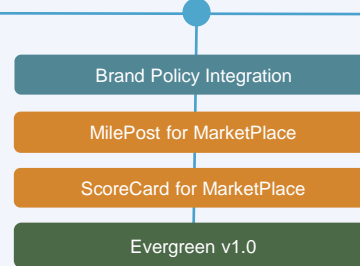 Brand Policy Integration
MilePost for MarketPlace
ScoreCard for MarketPlace
Evergreen v1.0